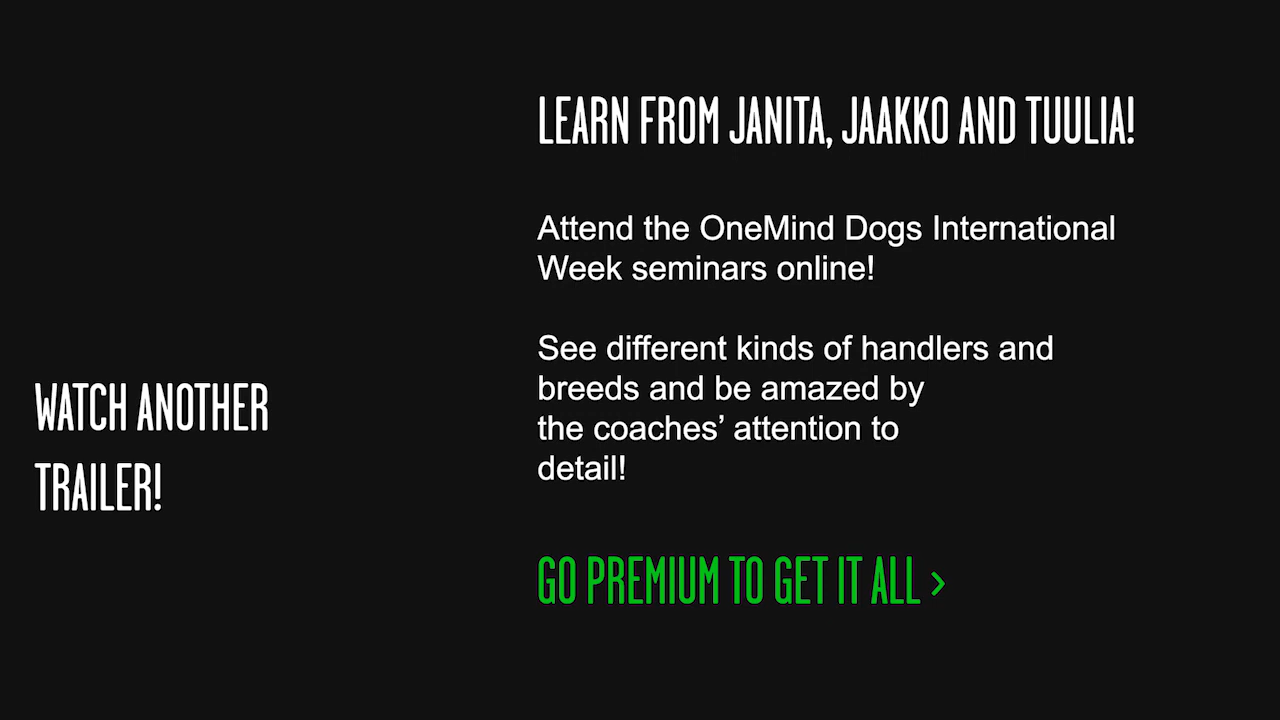 LEARN FROM JANITA, JAAKKO AND TUULIA!
Attend the OneMind Dogs International
Week seminars online!
See different kinds of handlers and
breeds and be amazed by
the coaches’ attention to
detail!
GO PREMIUM TO GET IT ALL >
WATCH ANOTHER
TRAILER!